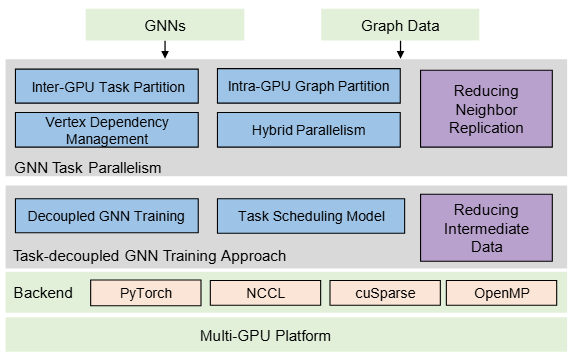 GNNs
Graph Data
Inter-GPU Task Partition
Intra-GPU Graph Partition
Reducing
Neighbor
Replication
Vertex Dependency
Management
Hybrid Parallelism
GNN Task Parallelism
Decoupled GNN Training
Task Scheduling Model
Reducing
Intermediate
Data
Task-decoupled GNN Training Approach
Backend
PyTorch
NCCL
cuSparse
OpenMP
Multi-GPU Platform